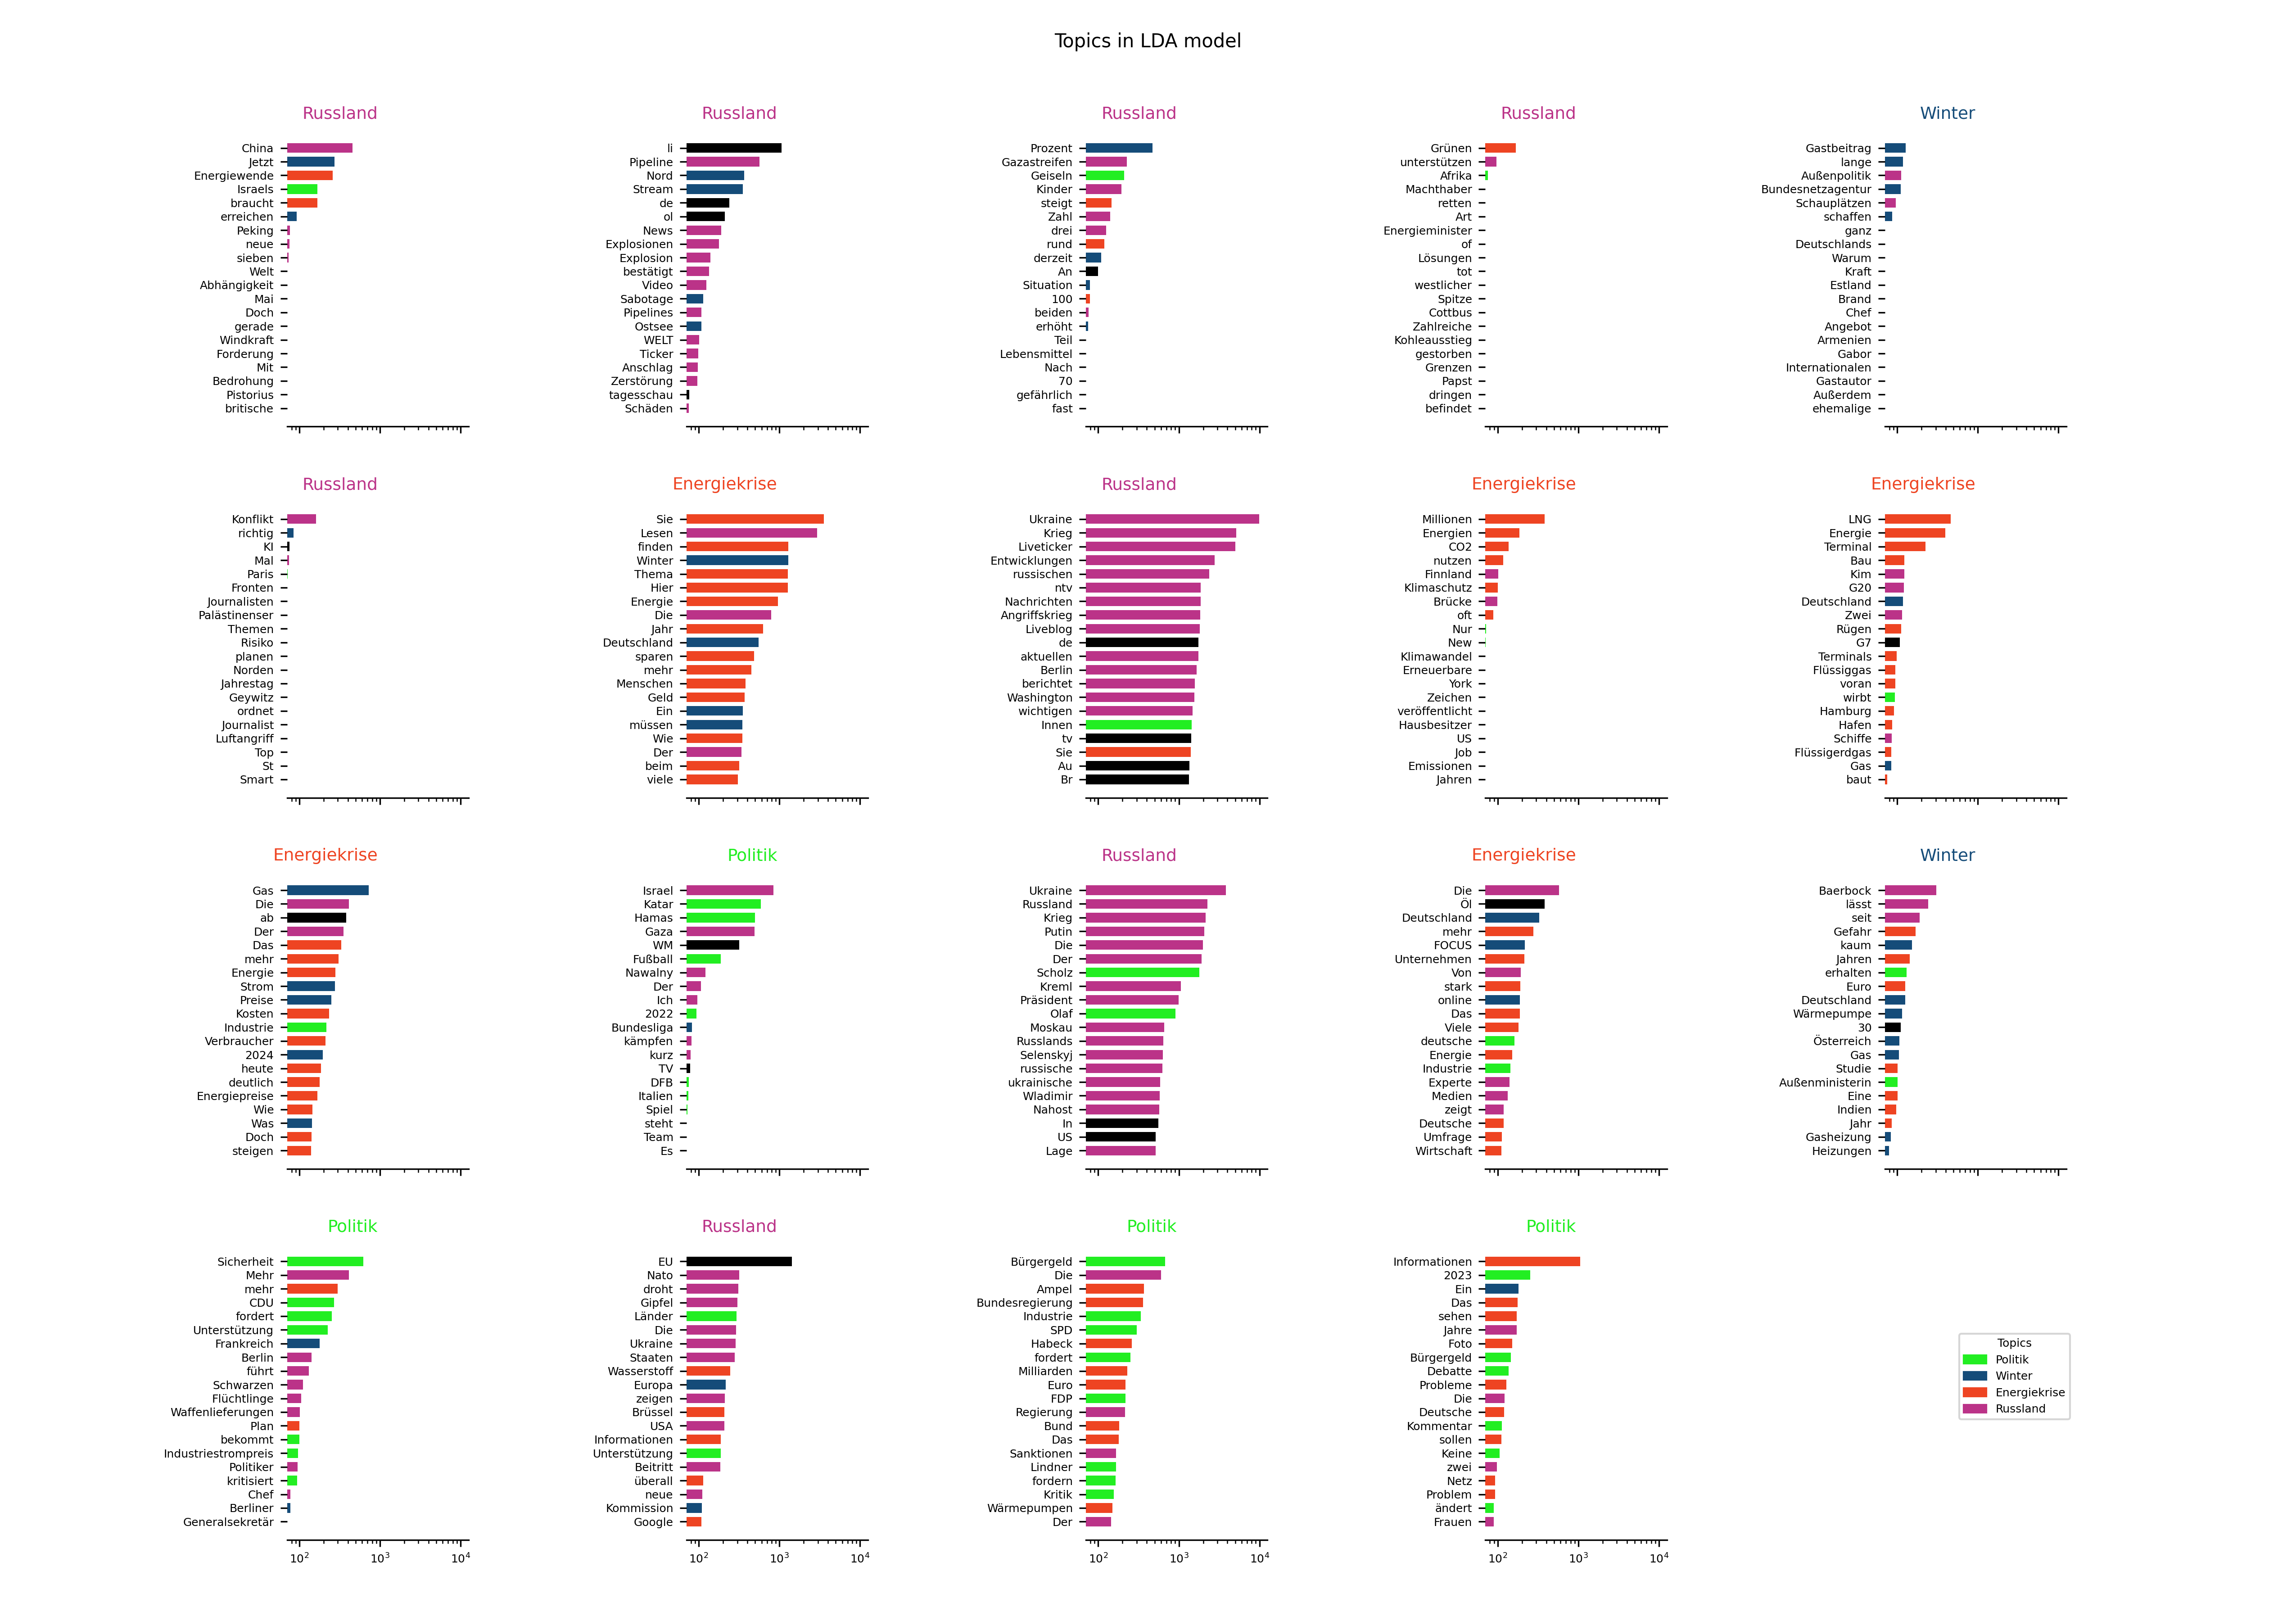 Topics in LDA model
Russland
China
Jetzt
Energiewende
Israels
braucht
erreichen
Peking
neue
sieben
Welt
Abhängigkeit
Mai
Doch
gerade
Windkraft
Forderung
Mit
Bedrohung
Pistorius
britische
Russland
li
Pipeline
Nord
Stream
de
ol
News
Explosionen
Explosion
bestätigt
Video
Sabotage
Pipelines
Ostsee
WELT
Ticker
Anschlag
Zerstörung
tagesschau
Schäden
Russland
Prozent
Gazastreifen
Geiseln
Kinder
steigt
Zahl
drei
rund
derzeit
An
Situation
100
beiden
erhöht
Teil
Lebensmittel
Nach
70
gefährlich
fast
Russland
Grünen
unterstützen
Afrika
Machthaber
retten
Art
Energieminister
of
Lösungen
tot
westlicher
Spitze
Cottbus
Zahlreiche
Kohleausstieg
gestorben
Grenzen
Papst
dringen
befindet
Winter
Gastbeitrag
lange
Außenpolitik
Bundesnetzagentur
Schauplätzen
schaffen
ganz
Deutschlands
Warum
Kraft
Estland
Brand
Chef
Angebot
Armenien
Gabor
Internationalen
Gastautor
Außerdem
ehemalige
Russland
Konflikt
richtig
KI
Mal
Paris
Fronten
Journalisten
Palästinenser
Themen
Risiko
planen
Norden
Jahrestag
Geywitz
ordnet
Journalist
Luftangriff
Top
St
Smart
Energiekrise
Sie
Lesen
finden
Winter
Thema
Hier
Energie
Die
Jahr
Deutschland
sparen
mehr
Menschen
Geld
Ein
müssen
Wie
Der
beim
viele
Russland
Ukraine
Krieg
Liveticker
Entwicklungen
russischen
ntv
Nachrichten
Angriffskrieg
Liveblog
de
aktuellen
Berlin
berichtet
Washington
wichtigen
Innen
tv
Sie
Au
Br
Energiekrise
Millionen
Energien
CO2
nutzen
Finnland
Klimaschutz
Brücke
oft
Nur
New
Klimawandel
Erneuerbare
York
Zeichen
veröffentlicht
Hausbesitzer
US
Job
Emissionen
Jahren
Energiekrise
LNG
Energie
Terminal
Bau
Kim
G20
Deutschland
Zwei
Rügen
G7
Terminals
Flüssiggas
voran
wirbt
Hamburg
Hafen
Schiffe
Flüssigerdgas
Gas
baut
Energiekrise
Gas
Die
ab
Der
Das
mehr
Energie
Strom
Preise
Kosten
Industrie
Verbraucher
2024
heute
deutlich
Energiepreise
Wie
Was
Doch
steigen
Politik
Israel
Katar
Hamas
Gaza
WM
Fußball
Nawalny
Der
Ich
2022
Bundesliga
kämpfen
kurz
TV
DFB
Italien
Spiel
steht
Team
Es
Russland
Ukraine
Russland
Krieg
Putin
Die
Der
Scholz
Kreml
Präsident
Olaf
Moskau
Russlands
Selenskyj
russische
ukrainische
Wladimir
Nahost
In
US
Lage
Energiekrise
Die
Öl
Deutschland
mehr
FOCUS
Unternehmen
Von
stark
online
Das
Viele
deutsche
Energie
Industrie
Experte
Medien
zeigt
Deutsche
Umfrage
Wirtschaft
Winter
Baerbock
lässt
seit
Gefahr
kaum
Jahren
erhalten
Euro
Deutschland
Wärmepumpe
30
Österreich
Gas
Studie
Außenministerin
Eine
Indien
Jahr
Gasheizung
Heizungen
Politik
Sicherheit
Mehr
mehr
CDU
fordert
Unterstützung
Frankreich
Berlin
führt
Schwarzen
Flüchtlinge
Waffenlieferungen
Plan
bekommt
Industriestrompreis
Politiker
kritisiert
Chef
Berliner
Generalsekretär
10² 10³ 10⁴
Russland
EU
Nato
droht
Gipfel
Länder
Die
Ukraine
Staaten
Wasserstoff
Europa
zeigen
Brüssel
USA
Informationen
Unterstützung
Beitritt
überall
neue
Kommission
Google
10² 10³ 10⁴
Politik
Bürgergeld
Die
Ampel
Bundesregierung
Industrie
SPD
Habeck
fordert
Milliarden
Euro
FDP
Regierung
Bund
Das
Sanktionen
Lindner
fordern
Kritik
Wärmepumpen
Der
10² 10³ 10⁴
Politik
Informationen
2023
Ein
Das
sehen
Jahre
Foto
Bürgergeld
Debatte
Probleme
Die
Deutsche
Kommentar
sollen
Keine
zwei
Netz
Problem
ändert
Frauen
10² 10³ 10⁴
Topics
Politik
Winter
Energiekrise
Russland